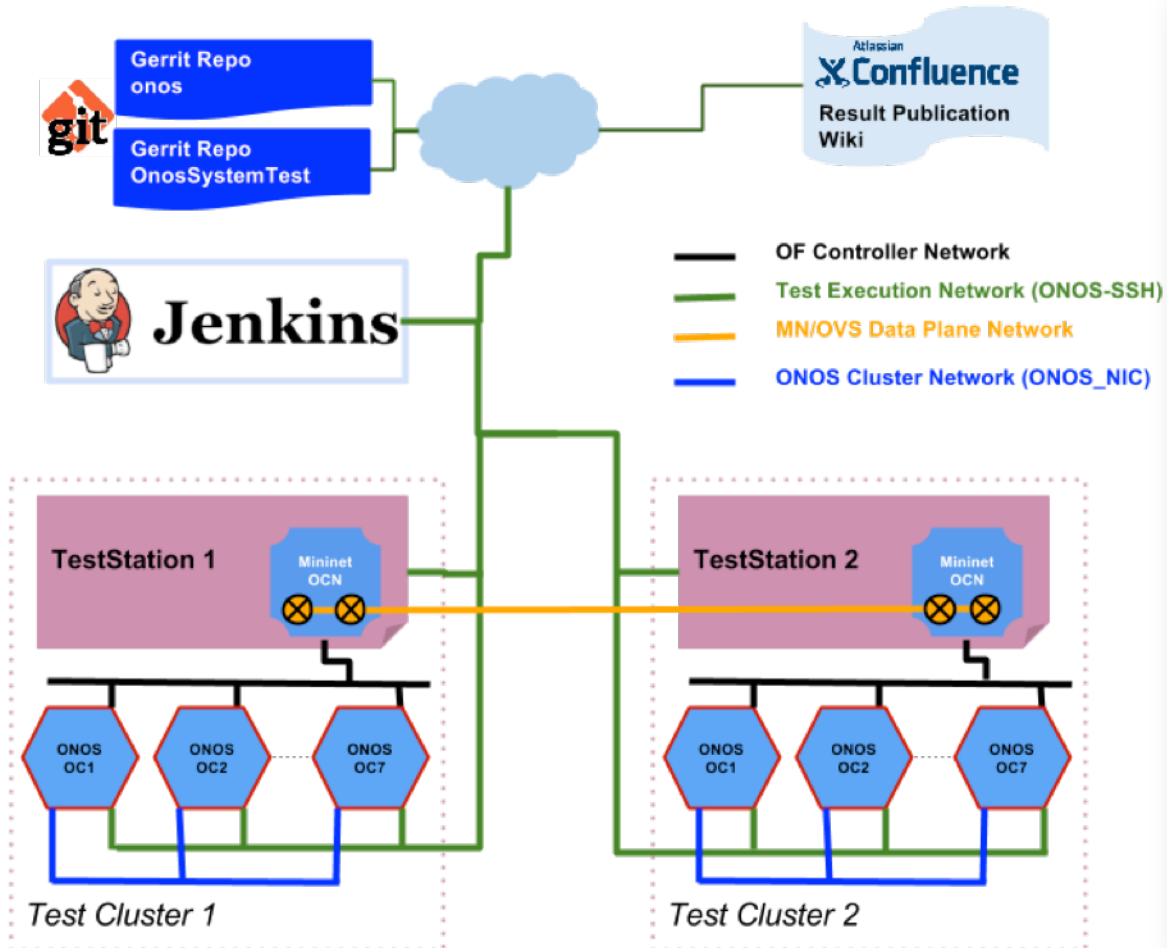 Gerrit Repo
onos
git
Gerrit Repo
OnosSystemTest
Atlassian
Confluence
Result Publication
Wiki
Jenkins
OF Controller Network
Test Execution Network (ONOS-SSH)
MN/OVS Data Plane Network
ONOS Cluster Network (ONOS_NIC)
TestStation 1
Mininet
OCN
ONOS
OC1
ONOS
OC2
ONOS
OC7
Test Cluster 1
TestStation 2
Mininet
OCN
ONOS
OC1
ONOS
OC2
ONOS
OC7
Test Cluster 2